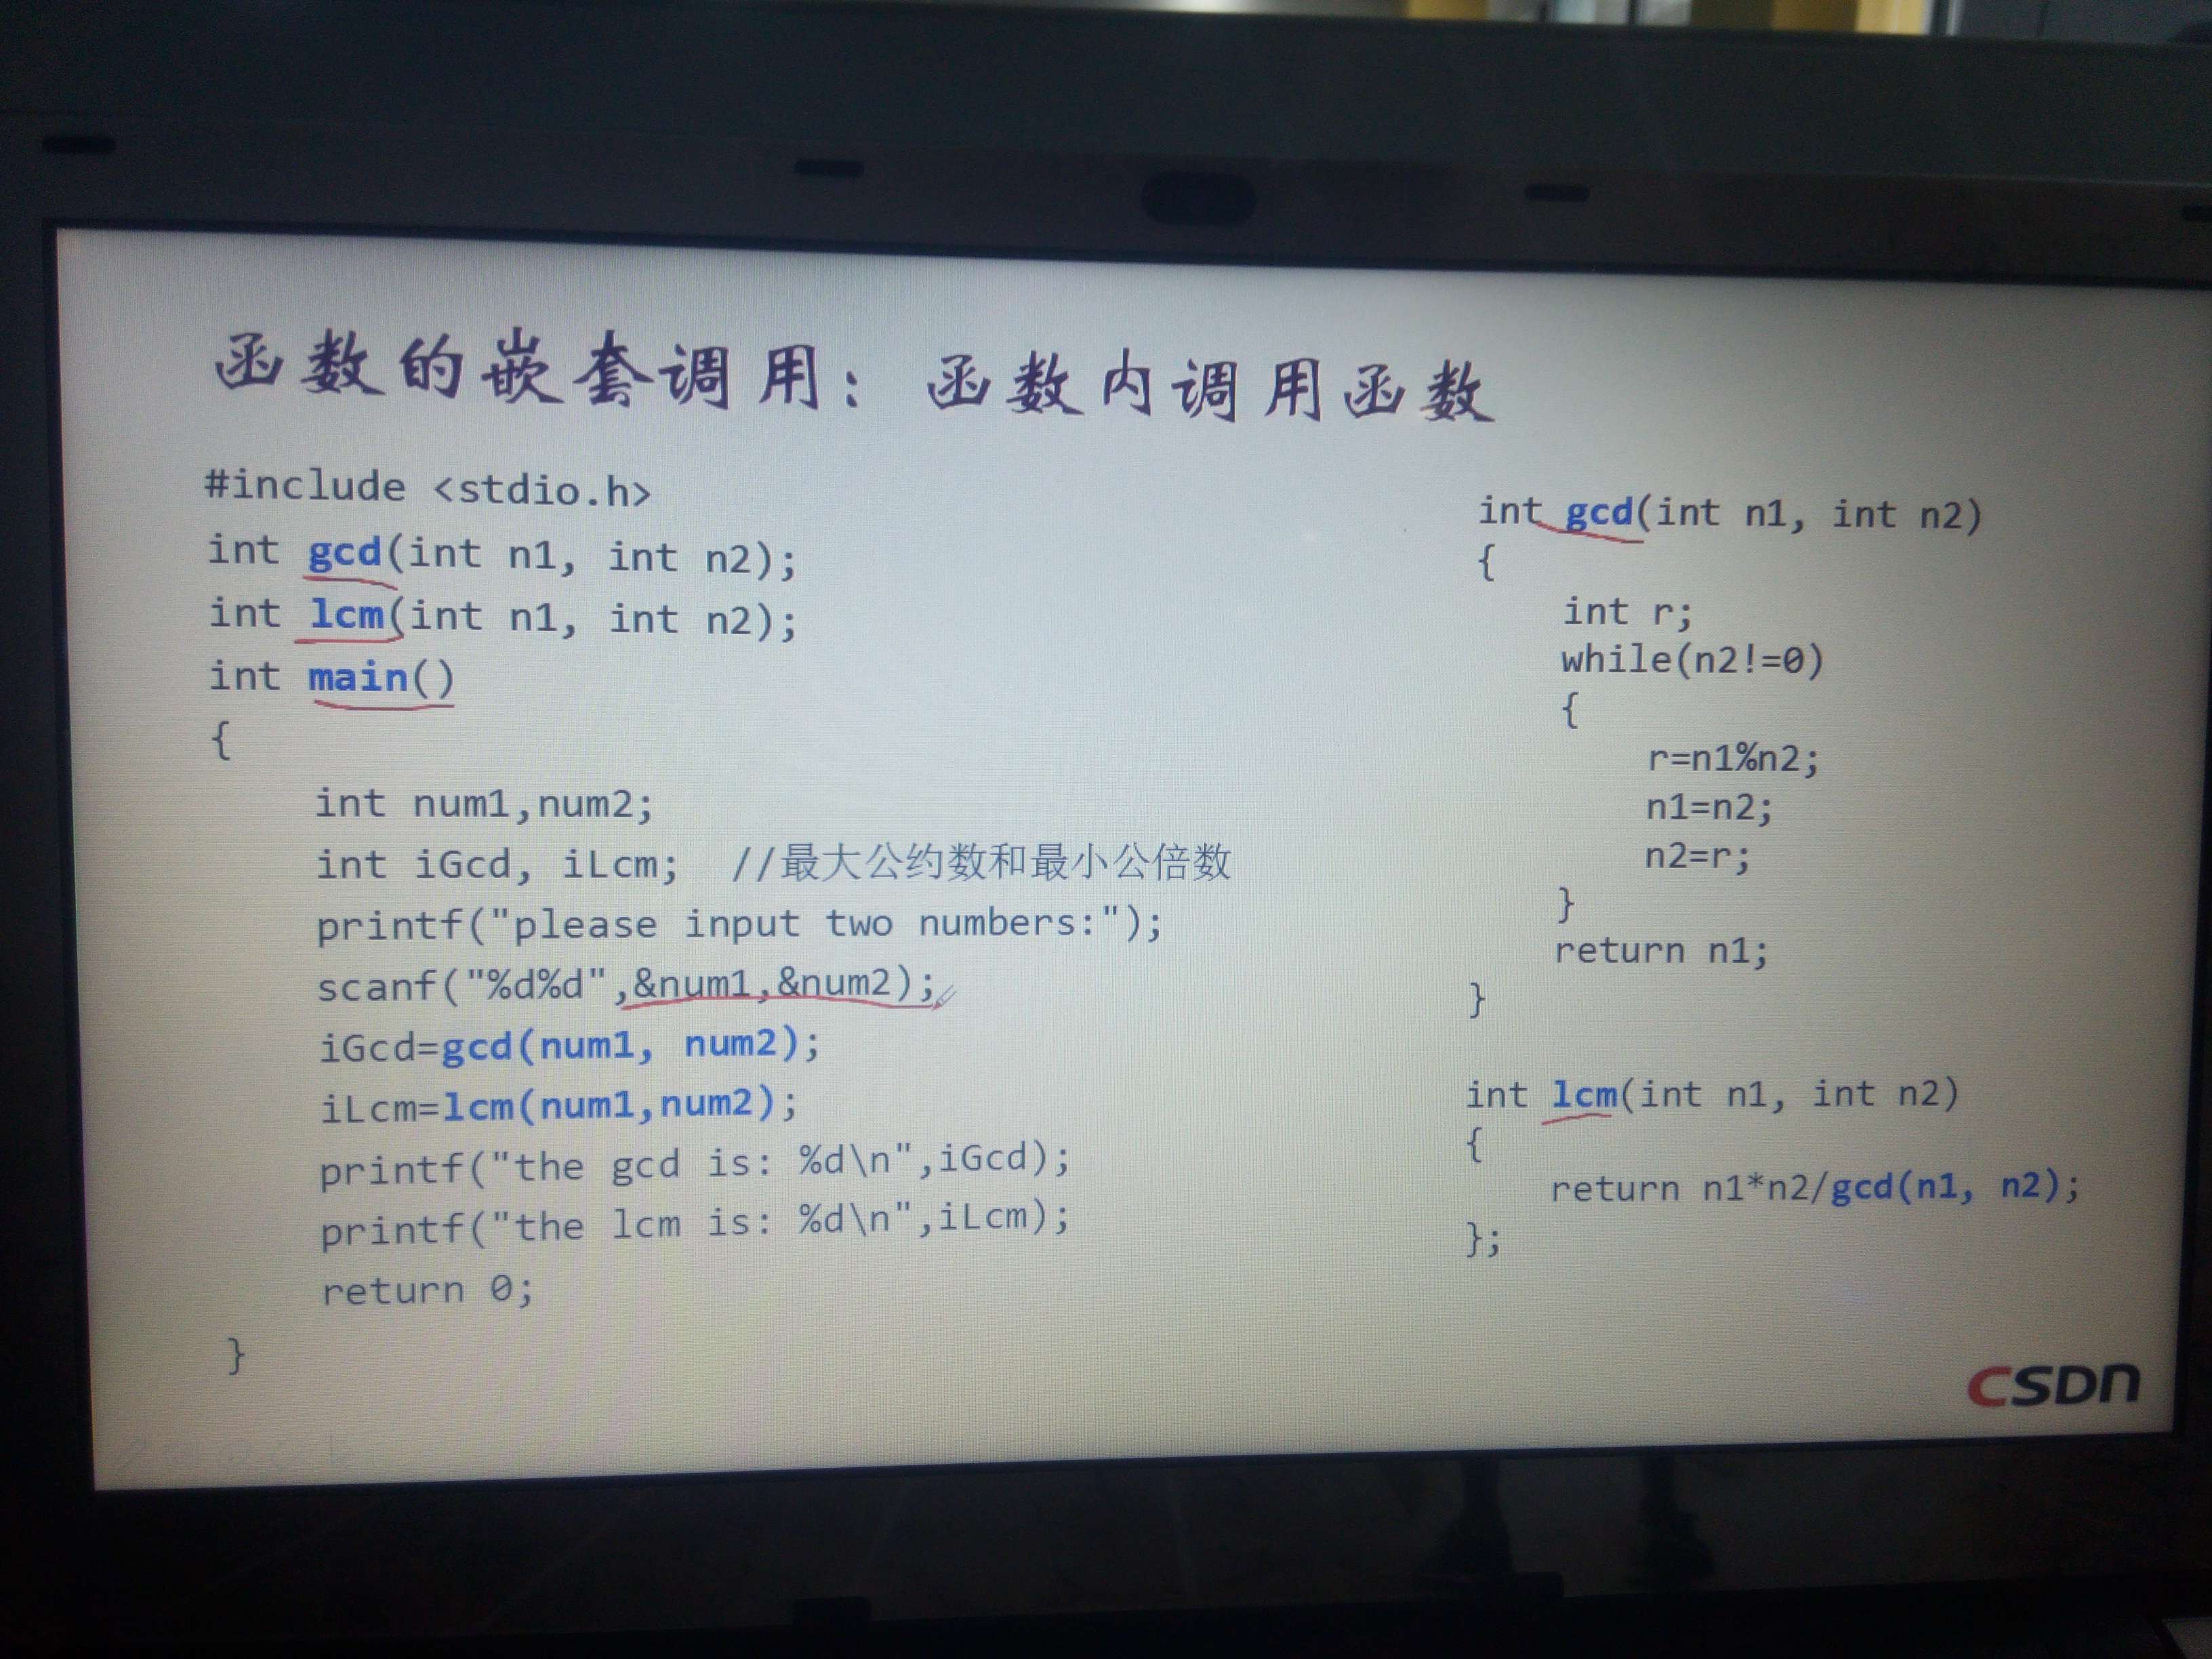 函数的嵌套调用：函数内调用函数
#include <stdio.h>
int gcd(int n1, int n2);
int lcm(int n1, int n2);
int main()
{
int num1,num2;
int iGcd, iLcm; //最大公约数和最小公倍数
printf("please input two numbers:");
scanf("%d%d",&num1,&num2);
iGcd=gcd(num1, num2);
iLcm=lcm(num1,num2);
printf("the gcd is: %d\n",iGcd);
printf("the lcm is: %d\n",iLcm);
return 0;
}
int gcd(int n1, int n2)
{
int r;
while(n2!=0)
{
r=n1%n2;
n1=n2;
n2=r;
}
return n1;
}
int lcm(int n1, int n2)
{
return n1*n2/gcd(n1, n2);
};
CSDN